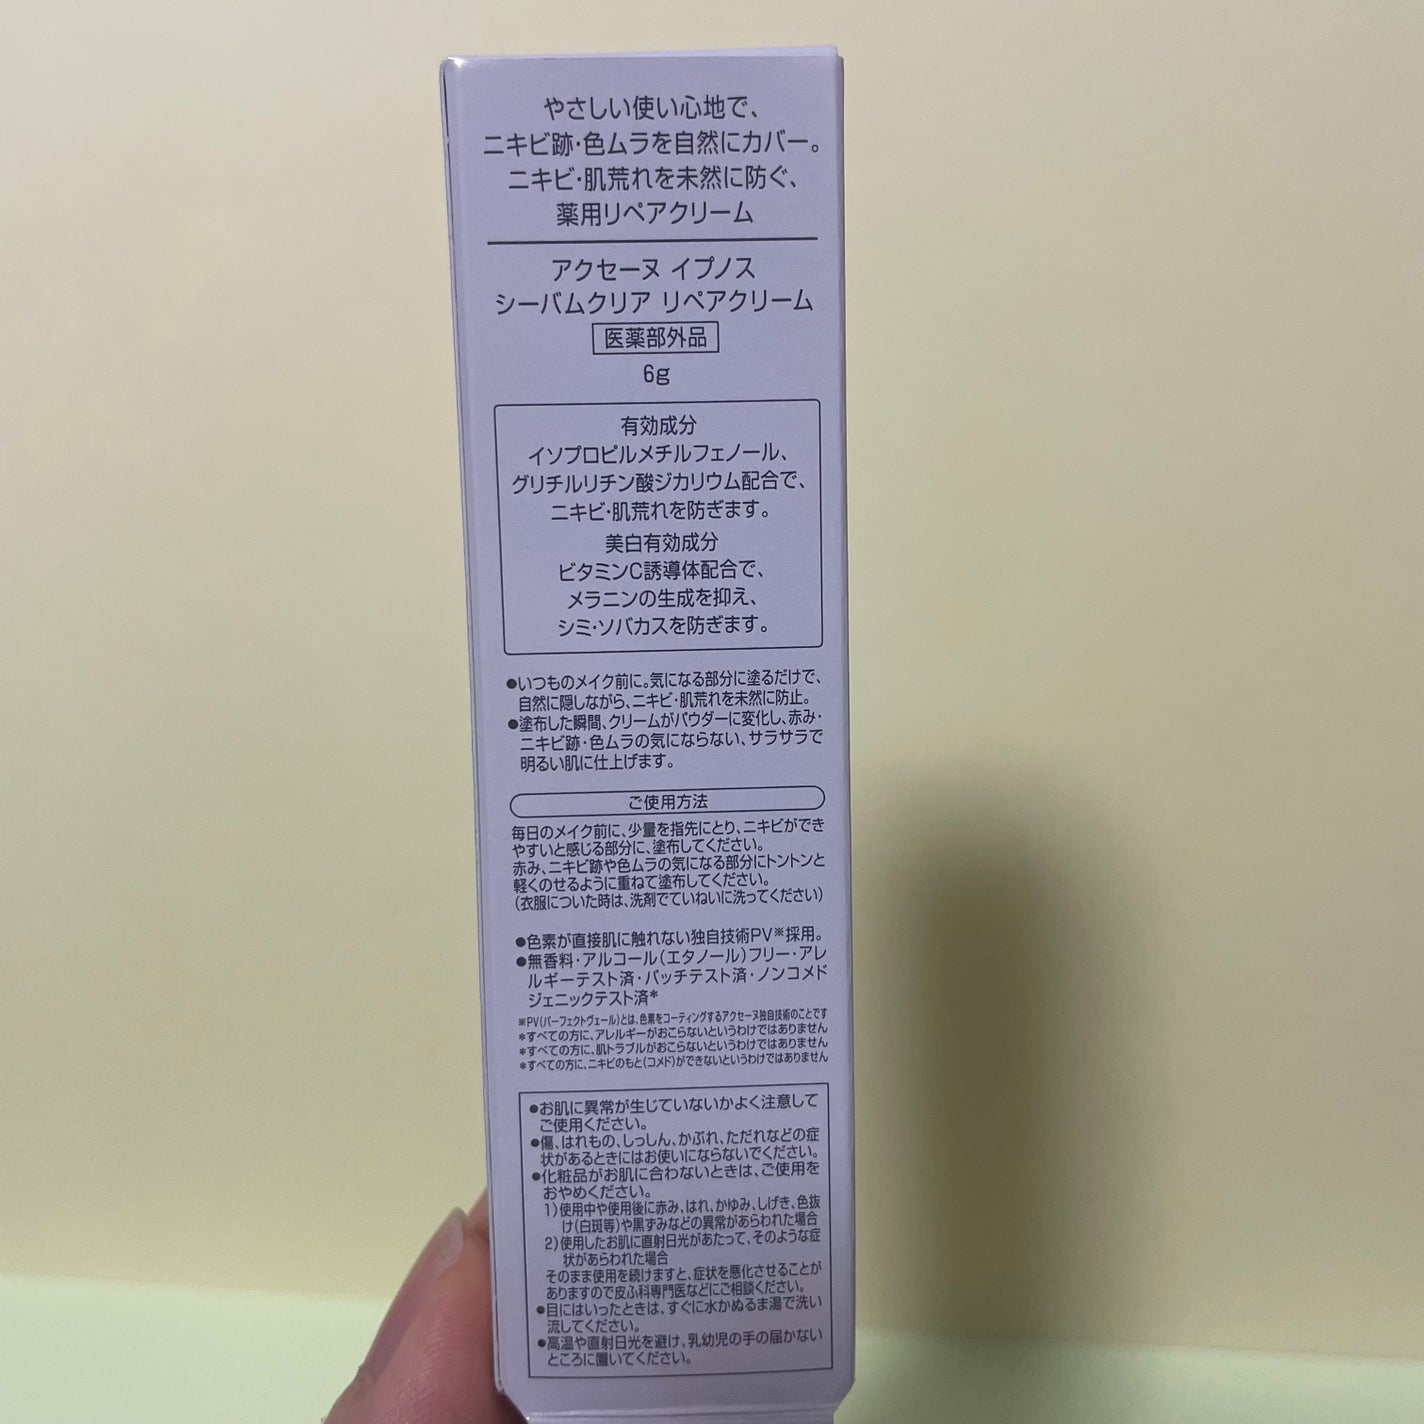 やさしい使い心地で、
ニキビ跡・色ムラを自然にカバー。
ニキビ・肌荒れを未然に防ぐ、
薬用リペアクリーム
アクセーヌ イプノス
シーバムクリア リペアクリーム
医薬部外品
6g
有効成分
イソプロピルメチルフェノール、
グリチルリチン酸ジカリウム配合で、
ニキビ・肌荒れを防ぎます。
美白有効成分
ビタミンC誘導体配合で、
メラニンの生成を抑え、
シミ・ソバカスを防ぎます。
●いつものメイク前に。気になる部分に塗るだけで、
自然に隠しながら、ニキビ・肌荒れを未然に防止。
●塗布した瞬間、クリームがパウダーに変化し、赤み・
ニキビ跡・色ムラの気にならない、サラサラで
明るい肌に仕上げます。
ご使用方法
毎日のメイク前に、少量を指先にとり、ニキビができ
やすいと感じる部分に、塗布してください。
赤み、ニキビ跡や色ムラの気になる部分にトントンと
軽くのせるように重ねて塗布してください。
(衣服についた時は、洗剤でていねいに洗ってください)
●色素が直接肌に触れない独自技術PV※採用。
●無香料・アルコール(エタノール)フリー・アレ
ルギーテスト済・パッチテスト済・ノンコメド
ジェニックテスト済*
※PV(パーフェクトヴェール)とは、色素をコーティングするアクセーヌ独自技術のことです
*すべての方に、アレルギーがおこらないというわけではありません
*すべての方に、肌トラブルがおこらないというわけではありません
*すべての方に、ニキビのもと(コメド)ができないというわけではありません
●お肌に異常が生じていないかよく注意して
ご使用ください。
●傷、はれもの、しっしん、かぶれ、ただれなどの症
状があるときにはお使いにならないでください。
●化粧品がお肌に合わないときは、ご使用を
おやめください。
1)使用中や使用後に赤み、はれ、かゆみ、しげき、色抜
け(白斑等)や黒ずみなどの異常があらわれた場合
2)使用したお肌に直射日光があたって、そのような症
状があらわれた場合
そのまま使用を続けますと、症状を悪化させることが
ありますので皮ふ科専門医などにご相談ください。
●目にはいったときは、すぐに水かぬるま湯で洗い
流してください。
●高温や直射日光を避け、乳幼児の手の届かない
ところに置いてください。